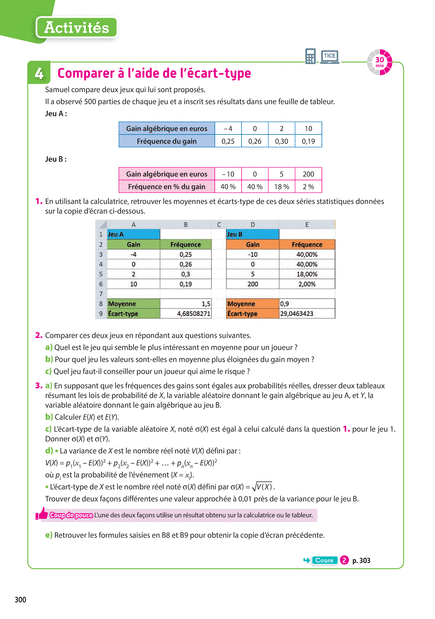 Activités
TICE
30
min
4 Comparer à l'aide de l'écart-type
Samuel compare deux jeux qui lui sont proposés.
Il a observé 500 parties de chaque jeu et a inscrit ses résultats dans une feuille de tableur.
Jeu A :
Gain algébrique en euros –4 0 2 10
Fréquence du gain 0,25 0,26 0,30 0,19
Jeu B :
Gain algébrique en euros –10 0 5 200
Fréquence en % du gain 40 % 40 % 18 % 2 %
1. En utilisant la calculatrice, retrouver les moyennes et écarts-type de ces deux séries statistiques données
sur la copie d'écran ci-dessous.
A B C D E
1 Jeu A Jeu B
2 Gain Fréquence Gain Fréquence
3 -4 0,25 -10 40,00%
4 0 0,26 0 40,00%
5 2 0,3 5 18,00%
6 10 0,19 200 2,00%
7
8 Moyenne 1,5 Moyenne 0,9
9 Écart-type 4,68508271 Écart-type 29,0463423
2. Comparer ces deux jeux en répondant aux questions suivantes.
a) Quel est le jeu qui semble le plus intéressant en moyenne pour un joueur ?
b) Pour quel jeu les valeurs sont-elles en moyenne plus éloignées du gain moyen ?
c) Quel jeu faut-il conseiller pour un joueur qui aime le risque ?
3. a) En supposant que les fréquences des gains sont égales aux probabilités réelles, dresser deux tableaux
résumant les lois de probabilité de X, la variable aléatoire donnant le gain algébrique au jeu A, et Y, la
variable aléatoire donnant le gain algébrique au jeu B.
b) Calculer E(X) et E(Y).
c) L'écart-type de la variable aléatoire X, noté σ(X) est égal à celui calculé dans la question 1. pour le jeu 1.
Donner σ(X) et σ(Y).
d) • La variance de X est le nombre réel noté V(X) défini par :
V(X) = p₁(x₁ – E(X))² + p₂(x₂ – E(X))² + … + pₙ(xₙ – E(X))²
où pᵢ est la probabilité de l'événement (X = xᵢ).
• L'écart-type de X est le nombre réel noté σ(X) défini par σ(X) = √V(X).
Trouver de deux façons différentes une valeur approchée à 0,01 près de la variance pour le jeu B.
Coup de pouce L'une des deux façons utilise un résultat obtenu sur la calculatrice ou le tableur.
e) Retrouver les formules saisies en B8 et B9 pour obtenir la copie d'écran précédente.
Cours 2 p. 303
300